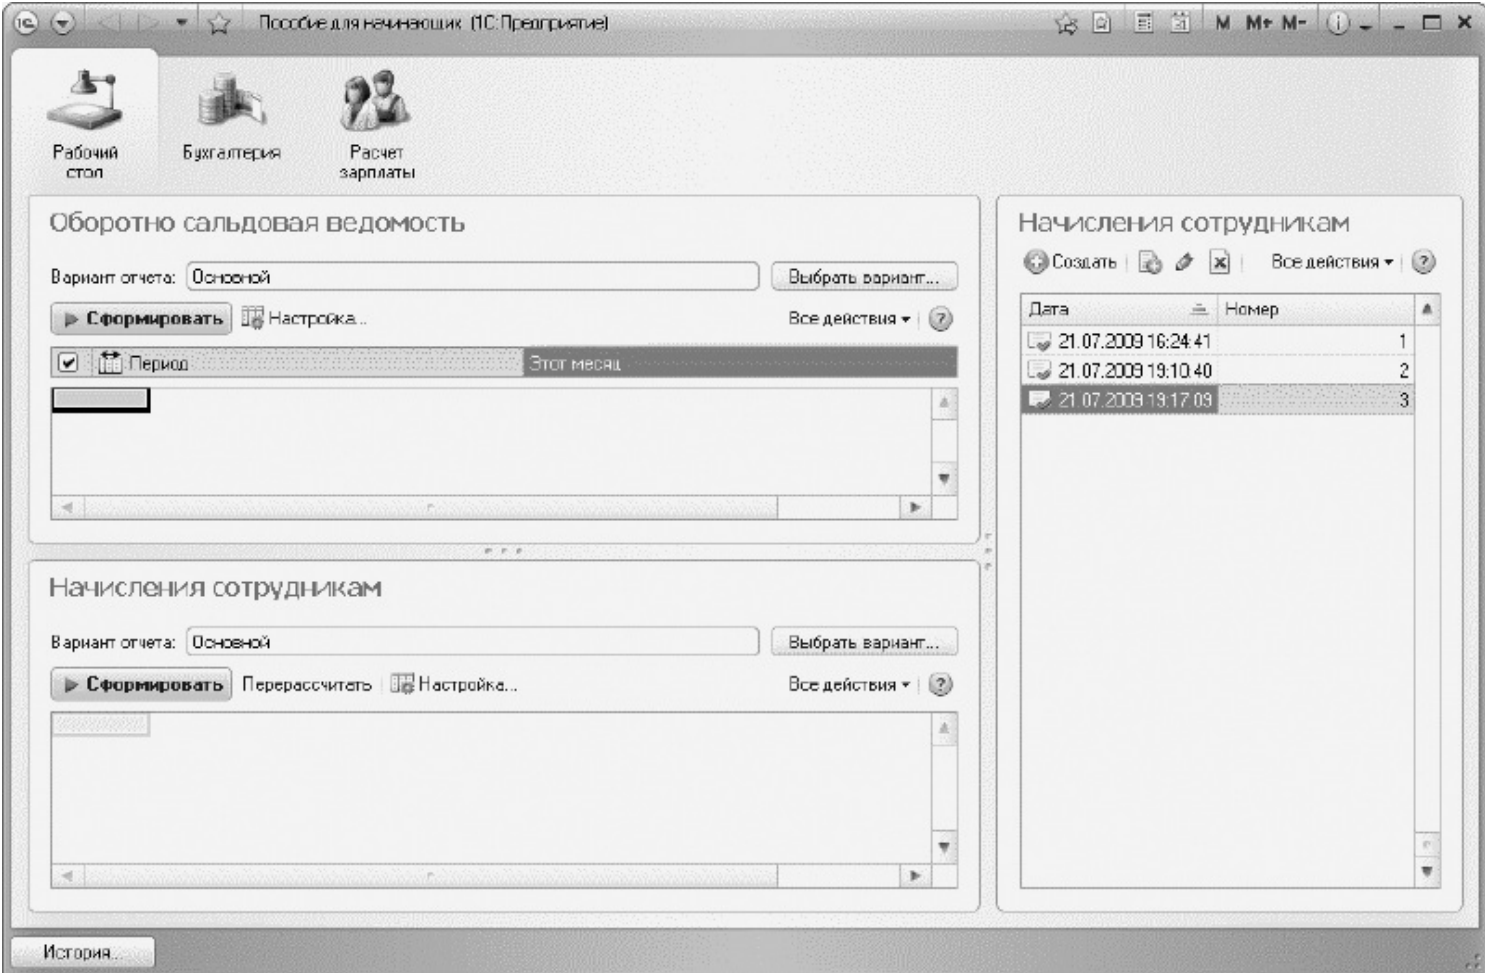 Пособие для начинающих (1С:Предприятие)
M M+ M-
Рабочий
стол
Бухгалтерия
Расчет
зарплаты
Оборотно сальдовая ведомость
Вариант отчета: Основной Выбрать вариант...
Сформировать Настройка... Все действия ?
Период Этот месяц
Начисления сотрудникам
Вариант отчета: Основной Выбрать вариант...
Сформировать Перерассчитать Настройка... Все действия ?
Начисления сотрудникам
Создать Все действия ?
Дата Номер
21.07.2009 16:24:41 1
21.07.2009 19:10:40 2
21.07.2009 19:17:09 3
История...